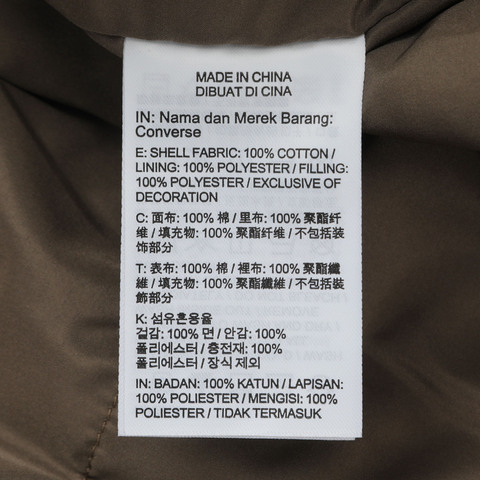 MADE IN CHINA
DIBUAT DI CINA
IN: Nama dan Merek Barang:
Converse
E: SHELL FABRIC: 100% COTTON /
LINING: 100% POLYESTER / FILLING:
100% POLYESTER / EXCLUSIVE OF
DECORATION
C: 面布: 100% 棉 / 里布: 100% 聚酯纤
维 / 填充物: 100% 聚酯纤维 / 不包括装
饰部分
T: 表布: 100% 棉 / 裡布: 100% 聚酯纖
維 / 填充物: 100% 聚酯纖維 / 不包括裝
飾部分
K: 섬유혼용율
겉감: 100% 면 / 안감: 100%
폴리에스터 / 충전재: 100%
폴리에스터 / 장식 제외
IN: BADAN: 100% KATUN / LAPISAN:
100% POLIESTER / MENGISI: 100%
POLIESTER / TIDAK TERMASUK